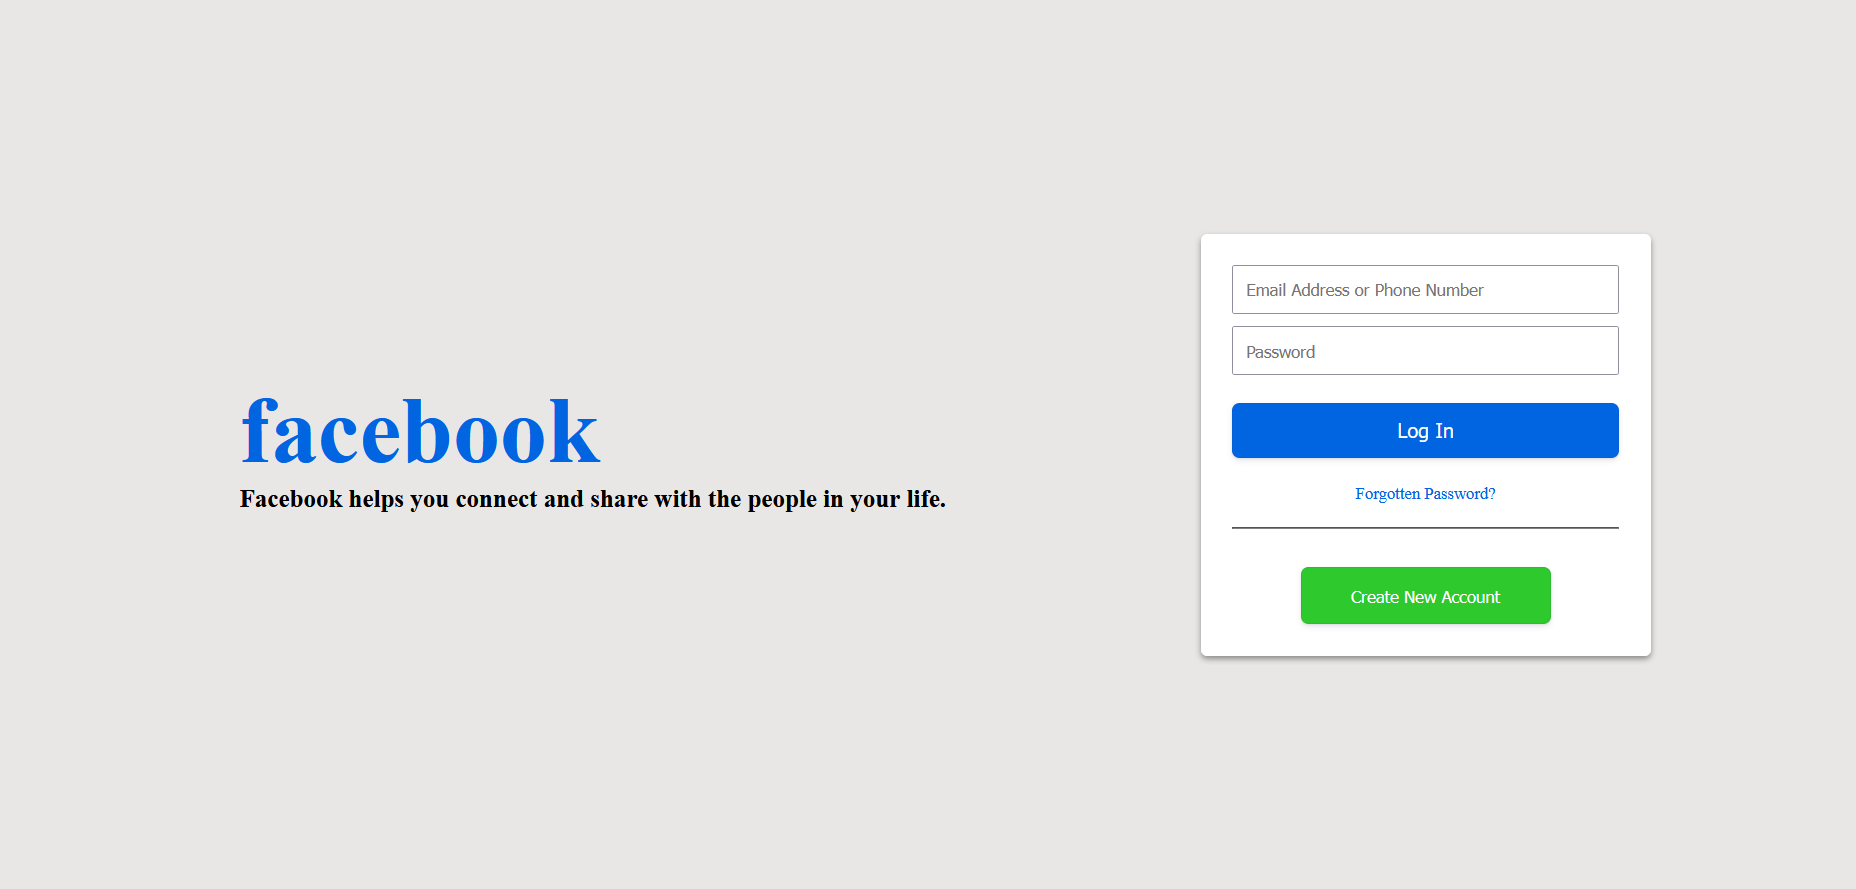 facebook
Facebook helps you connect and share with the people in your life.
Email Address or Phone Number
Password
Log In
Forgotten Password?
Create New Account